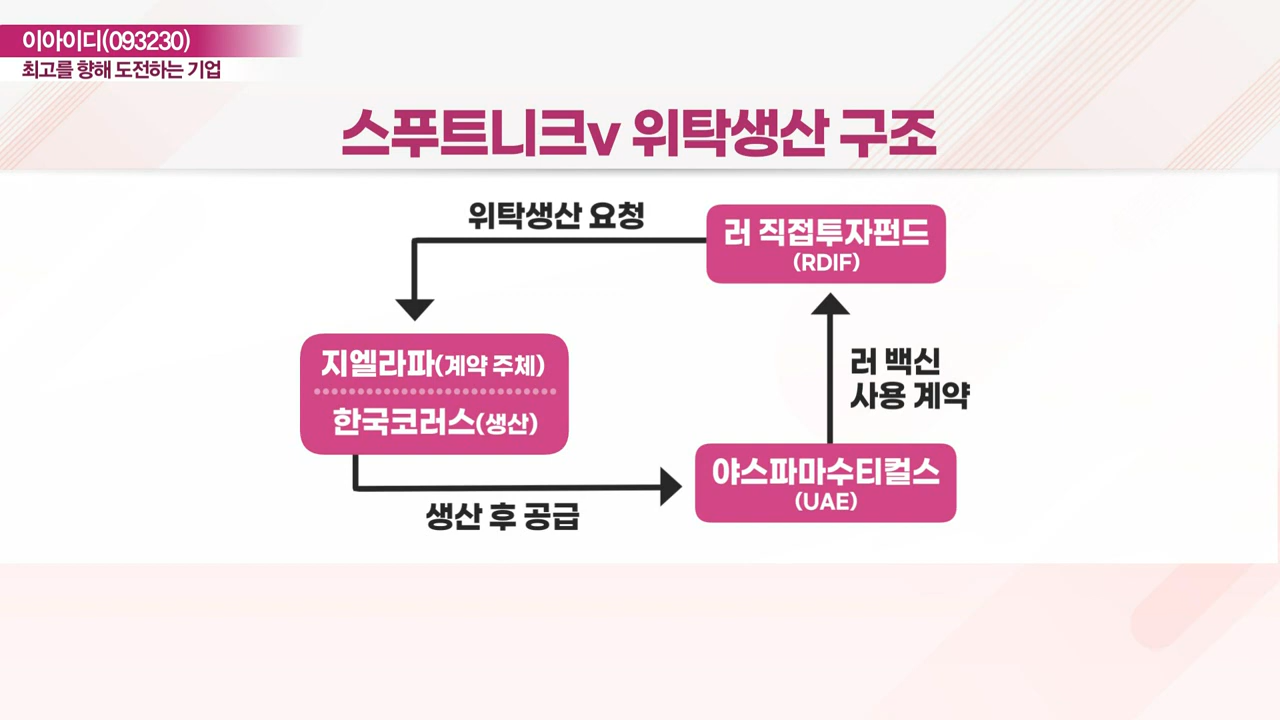 이아이디(093230)
최고를 향해 도전하는 기업
스푸트니크v 위탁생산 구조
위탁생산 요청
러 직접투자펀드
(RDIF)
지엘라파(계약 주체)
한국코러스(생산)
러 백신
사용 계약
야스파마수티컬스
(UAE)
생산 후 공급